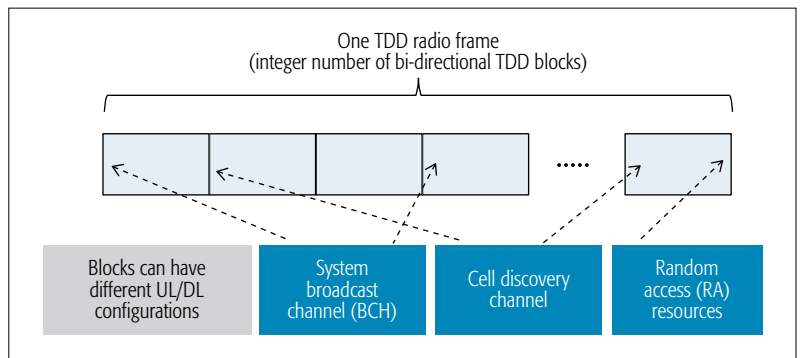 One TDD radio frame
(integer number of bi-directional TDD blocks)
Blocks can have
different UL/DL
configurations
System
broadcast
channel (BCH)
Cell discovery
channel
Random
access (RA)
resources